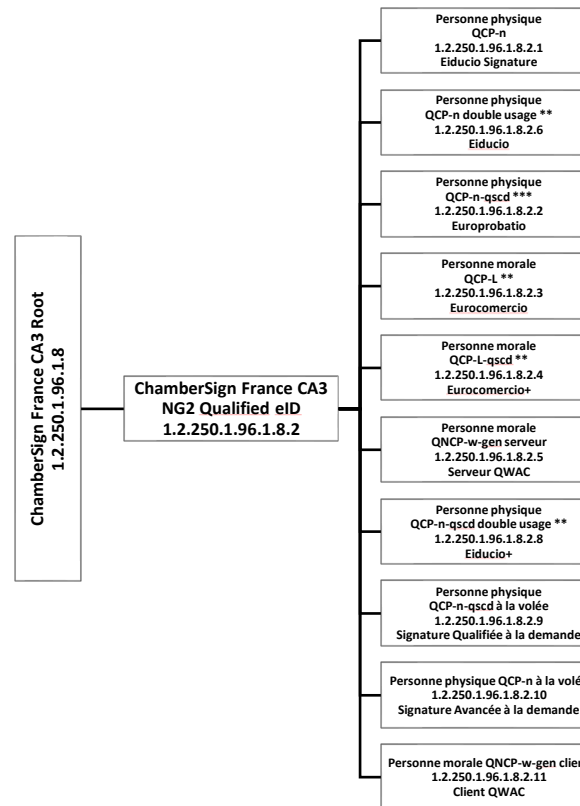 ChamberSign France CA3 Root
1.2.250.1.96.1.8
ChamberSign France CA3
NG2 Qualified eID
1.2.250.1.96.1.8.2
Personne physique
QCP-n
1.2.250.1.96.1.8.2.1
Eiducio Signature
Personne physique
QCP-n double usage **
1.2.250.1.96.1.8.2.6
Eiducio
Personne physique
QCP-n-qscd ***
1.2.250.1.96.1.8.2.2
Europrobatio
Personne morale
QCP-L **
1.2.250.1.96.1.8.2.3
Eurocomercio
Personne morale
QCP-L-qscd **
1.2.250.1.96.1.8.2.4
Eurocomercio+
Personne morale
QNCP-w-gen serveur
1.2.250.1.96.1.8.2.5
Serveur QWAC
Personne physique
QCP-n-qscd double usage **
1.2.250.1.96.1.8.2.8
Eiducio+
Personne physique
QCP-n-qscd à la volée
1.2.250.1.96.1.8.2.9
Signature Qualifiée à la demande
Personne physique QCP-n à la volé
1.2.250.1.96.1.8.2.10
Signature Avancée à la demande
Personne morale QNCP-w-gen clien
1.2.250.1.96.1.8.2.11
Client QWAC